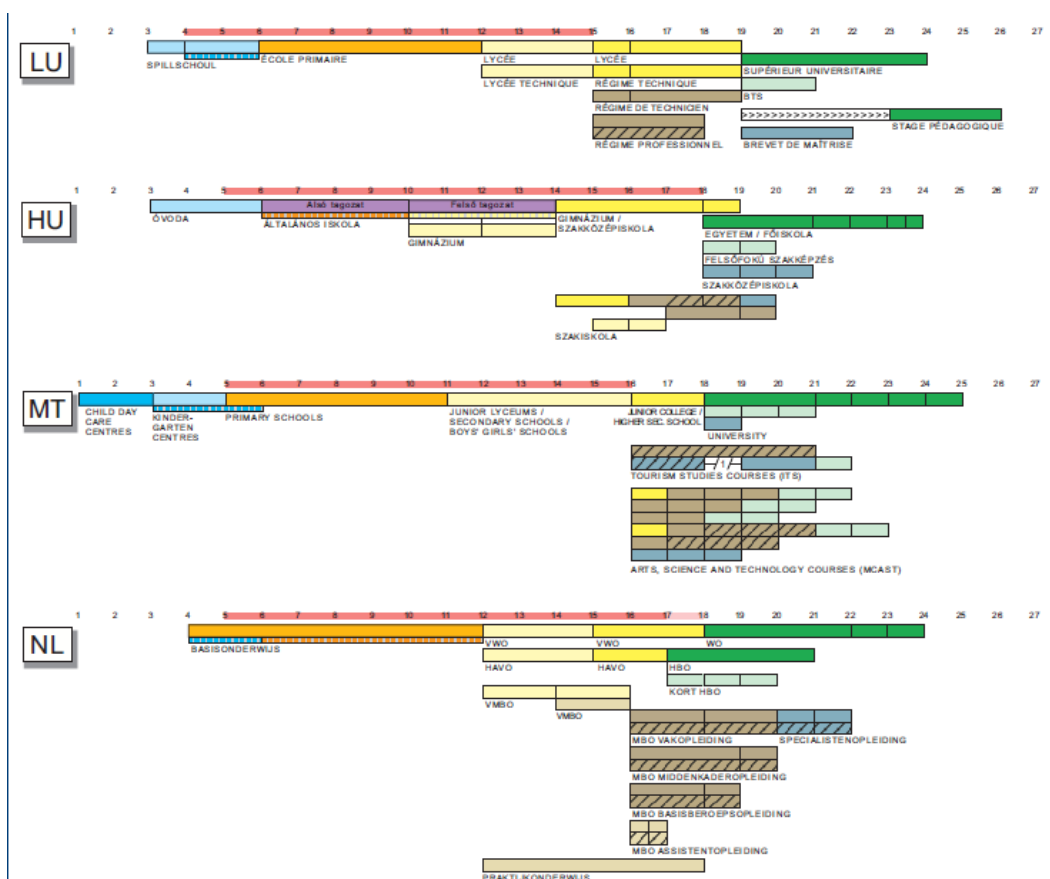 1 2 3 4 5 6 7 8 9 10 11 12 13 14 15 16 17 18 19 20 21 22 23 24 25 26 27
LU
SPILLSCHOUL
ÉCOLE PRIMAIRE
LYCÉE
LYCÉE
SUPÉRIEUR UNIVERSITAIRE
LYCÉE TECHNIQUE
RÉGIME TECHNIQUE
BTS
RÉGIME DE TECHNICIEN
>>>>>>>>>>>>>>>>>>>>>
STAGE PÉDAGOGIQUE
RÉGIME PROFESSIONNEL
BREVET DE MAÎTRISE
1 2 3 4 5 6 7 8 9 10 11 12 13 14 15 16 17 18 19 20 21 22 23 24 25 26 27
HU
Alsó tagozat
Felső tagozat
ÓVODA
ÁLTALÁNOS ISKOLA
GIMNÁZIUM /
SZAKKÖZÉPISKOLA
GIMNÁZIUM
EGYETEM / FŐISKOLA
FELSŐFOKÚ SZAKKÉPZÉS
SZAKKÖZÉPISKOLA
SZAKISKOLA
1 2 3 4 5 6 7 8 9 10 11 12 13 14 15 16 17 18 19 20 21 22 23 24 25 26 27
MT
CHILD DAY
CARE
CENTRES
KINDER-
GARTEN
CENTRES
PRIMARY SCHOOLS
JUNIOR LYCEUMS /
SECONDARY SCHOOLS /
BOYS' GIRLS' SCHOOLS
JUNIOR COLLEGE /
HIGHER SEC. SCHOOL
UNIVERSITY
/1/
TOURISM STUDIES COURSES (ITS)
ARTS, SCIENCE AND TECHNOLOGY COURSES (MCAST)
1 2 3 4 5 6 7 8 9 10 11 12 13 14 15 16 17 18 19 20 21 22 23 24 25 26 27
NL
BASISONDERWIJS
VWO
VWO
WO
HAVO
HAVO
HBO
KORT HBO
VMBO
VMBO
MBO VAKOPLEIDING
SPECIALISTENOPLEIDING
MBO MIDDENKADEROPLEIDING
MBO BASISBEROEPSOPLEIDING
MBO ASSISTENTOPLEIDING
PRAKTIJKONDERWIJS